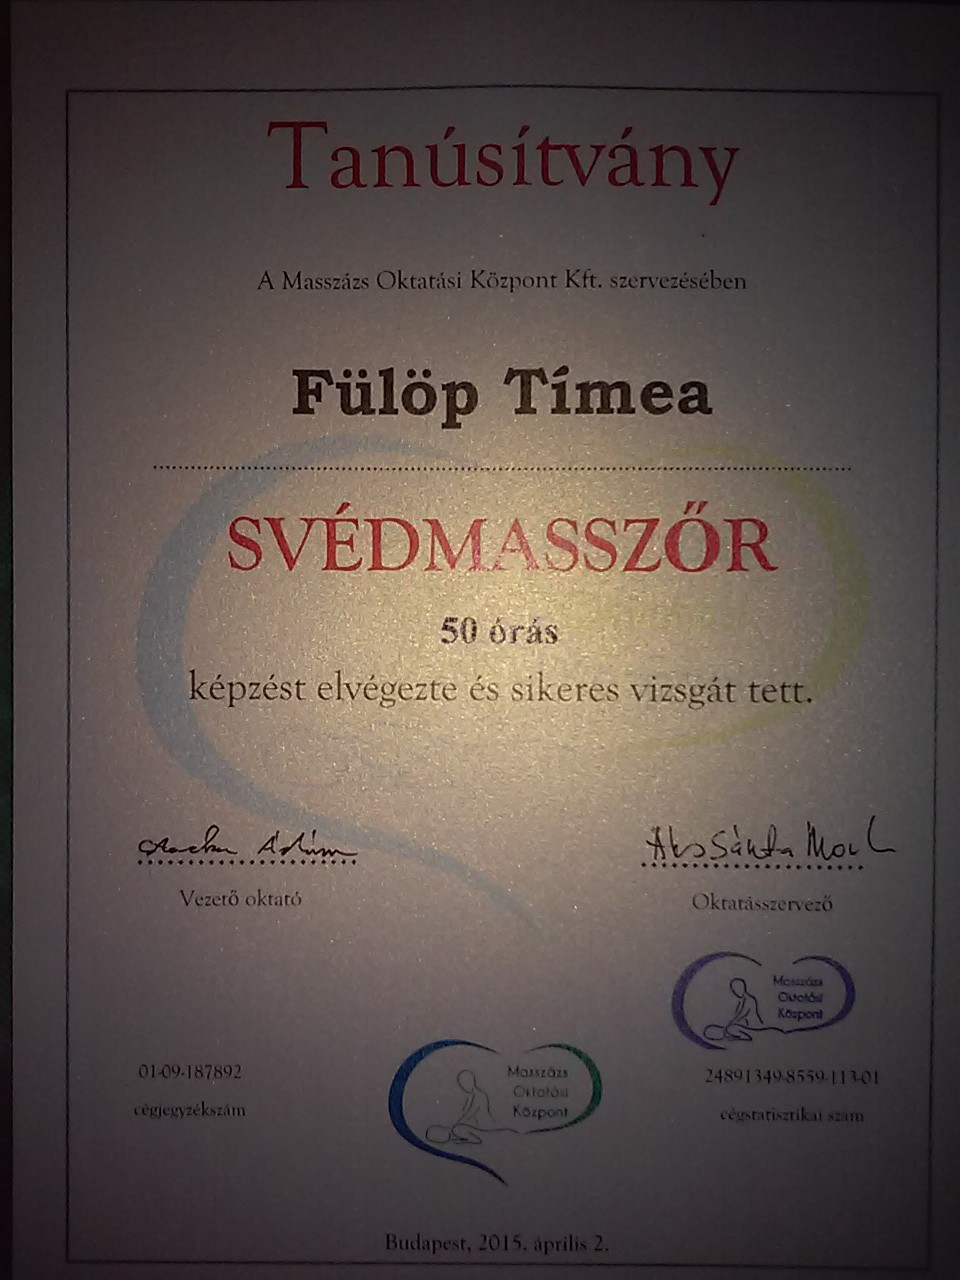 Tanúsítvány
A Masszázs Oktatási Központ Kft. szervezésében
Fülöp Tímea
SVÉDMASSZŐR
50 órás
képzést elvégezte és sikeres vizsgát tett.
Vezető oktató
Oktatásszervező
Masszázs
Oktatási
Központ
01-09-187892
cégjegyzékszám
Masszázs
Oktatási
Központ
24891349-8559-113-01
cégstatisztikai szám
Budapest, 2015. április 2.